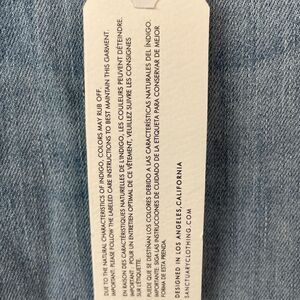 DUE TO THE NATURAL CHARACTERISTICS OF INDIGO, COLORS MAY RUB OFF.
IMPORTANT: PLEASE FOLLOW THE LABELED CARE INSTRUCTIONS TO BEST MAINTAIN THIS GARMENT.
EN RAISON DES CARACTÉRISTIQUES NATURELLES DE L'INDIGO, LES COULEURS PEUVENT DÉTEINDRE.
IMPORTANT : POUR UN ENTRETIEN OPTIMAL DE CE VÊTEMENT, VEUILLEZ SUIVRE LES CONSIGNES
SUR L'ÉTIQUETTE.
PUEDE QUE SE DESTIÑAN LOS COLORES DEBIDO A LAS CARACTERÍSTICAS NATURALES DEL ÍNDIGO.
IMPORTANTE: SIGA LAS INSTRUCCIONES DE CUIDADO DE LA ETIQUETA PARA CONSERVAR DE MEJOR
FORMA DE ESTA PRENDA.
DESIGNED IN LOS ANGELES, CALIFORNIA
SANCTUARYCLOTHING.COM